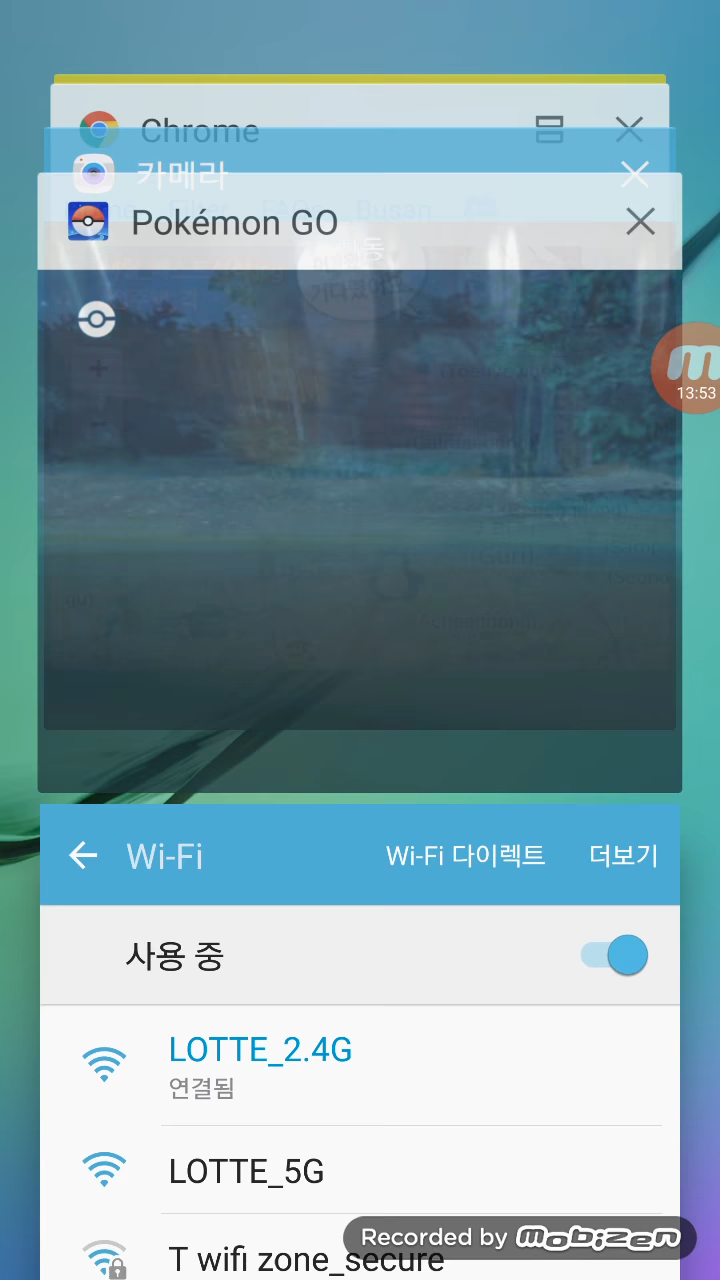 Chrome
카메라
Pokémon GO
13:53
Wi-Fi
Wi-Fi 다이렉트
더보기
사용 중
LOTTE_2.4G
연결됨
LOTTE_5G
T wifi zone_secure
Recorded by mobizen